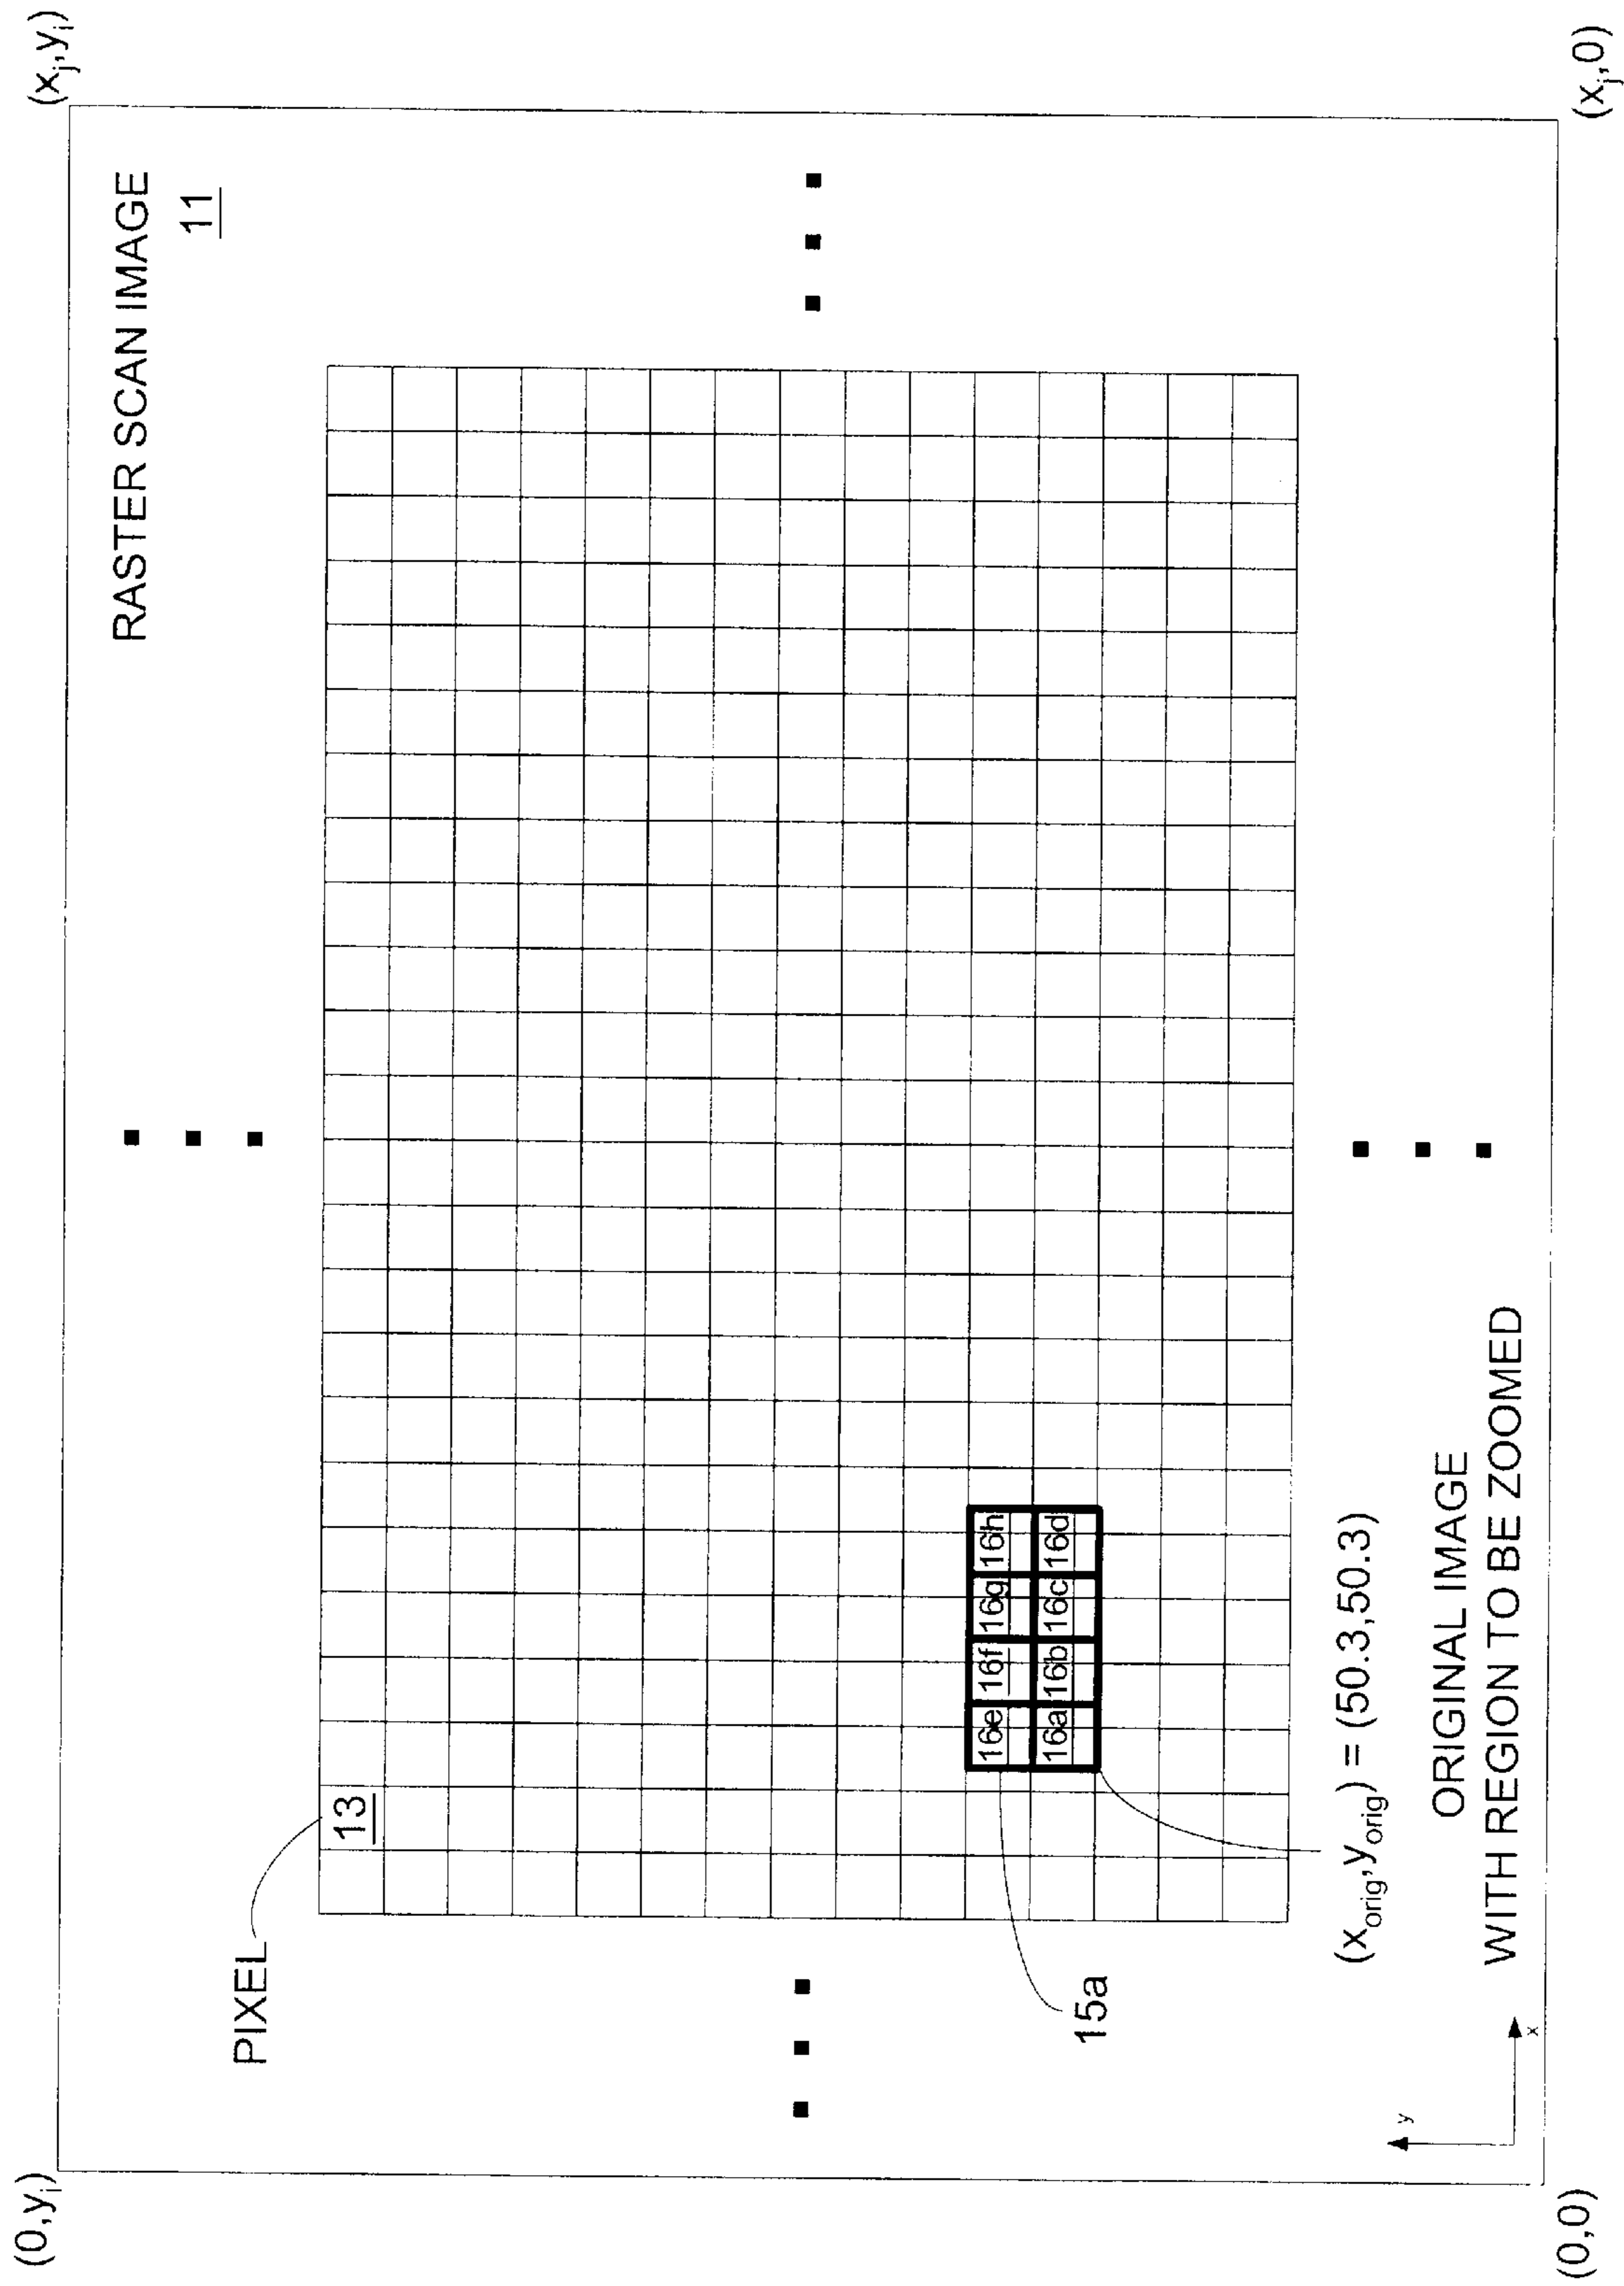 (0,yi)
(xj,yi)
RASTER SCAN IMAGE
11
PIXEL
13
16e 16f 16g 16h
16a 16b 16c 16d
15a
(xorig,yorig) = (50.3,50.3)
ORIGINAL IMAGE
WITH REGION TO BE ZOOMED
y
x
(0,0)
(xj,0)